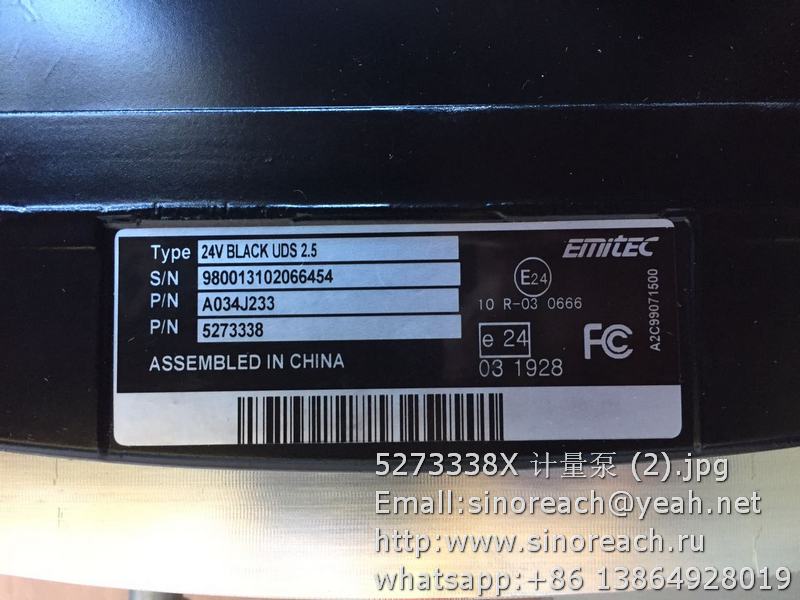 Type 24V BLACK UDS 2.5
EMITEC
S/N 980013102066454
E24
P/N A034J233
10 R-03 0666
P/N 5273338
e 24
FC
A2C99071500
ASSEMBLED IN CHINA
03 1928
5273338X 计量泵 (2).jpg
Email:sinoreach@yeah.net
http:www.sinoreach.ru
whatsapp:+86 13864928019